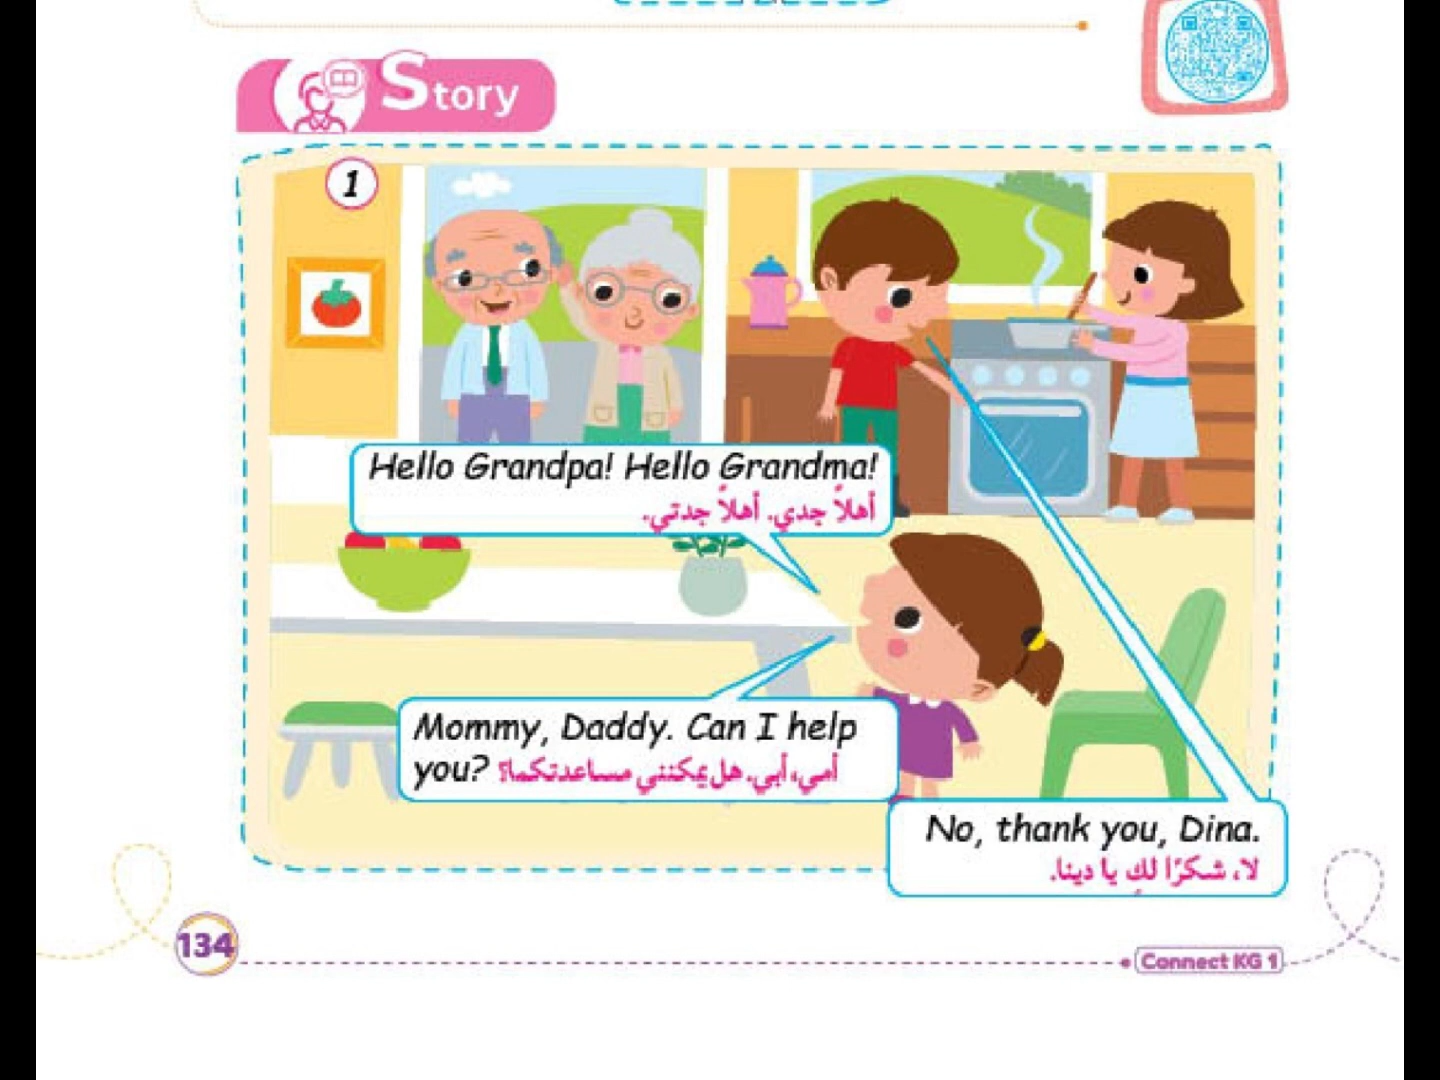 Story
1
Hello Grandpa! Hello Grandma!
أهلاً جدي. أهلاً جدتي.
Mommy, Daddy. Can I help
you? أمي، أبي. هل يمكنني مساعدتكما؟
No, thank you, Dina.
لا، شكرًا لكِ يا دينا.
134
Connect KG 1